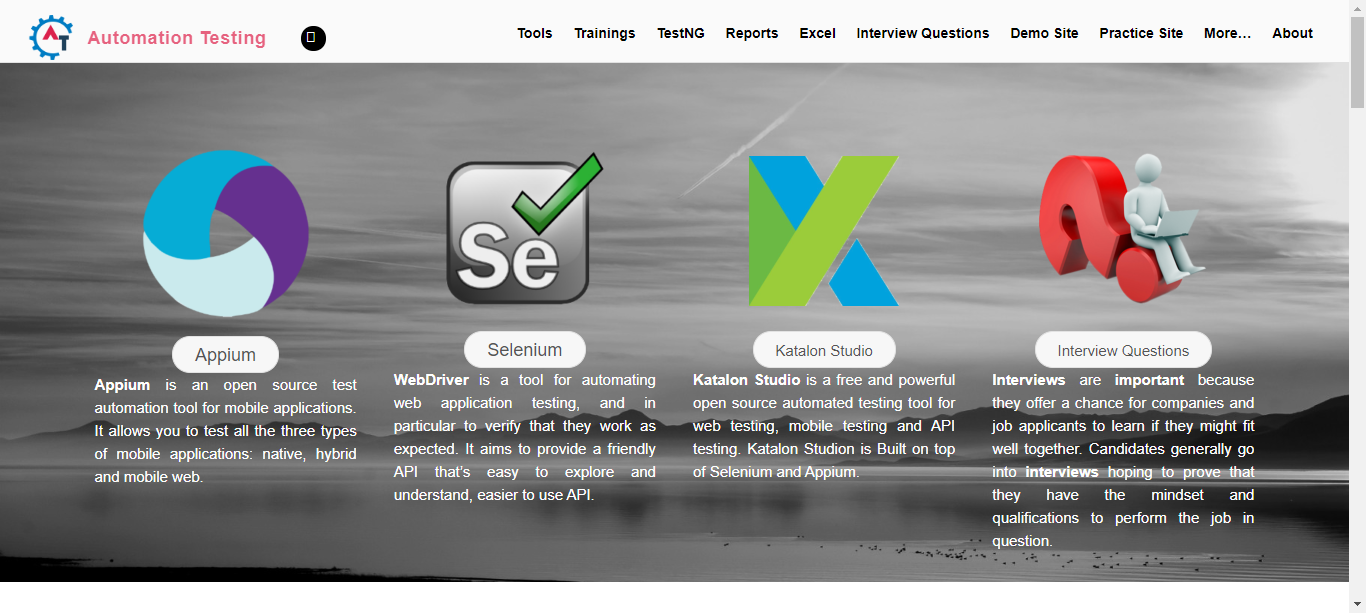 AT Automation Testing
Tools Trainings TestNG Reports Excel Interview Questions Demo Site Practice Site More... About
Se
Appium
Appium is an open source test
automation tool for mobile applications.
It allows you to test all the three types
of mobile applications: native, hybrid
and mobile web.
Selenium
WebDriver is a tool for automating
web application testing, and in
particular to verify that they work as
expected. It aims to provide a friendly
API that's easy to explore and
understand, easier to use API.
Katalon Studio
Katalon Studio is a free and powerful
open source automated testing tool for
web testing, mobile testing and API
testing. Katalon Studion is Built on top
of Selenium and Appium.
Interview Questions
Interviews are important because
they offer a chance for companies and
job applicants to learn if they might fit
well together. Candidates generally go
into interviews hoping to prove that
they have the mindset and
qualifications to perform the job in
question.